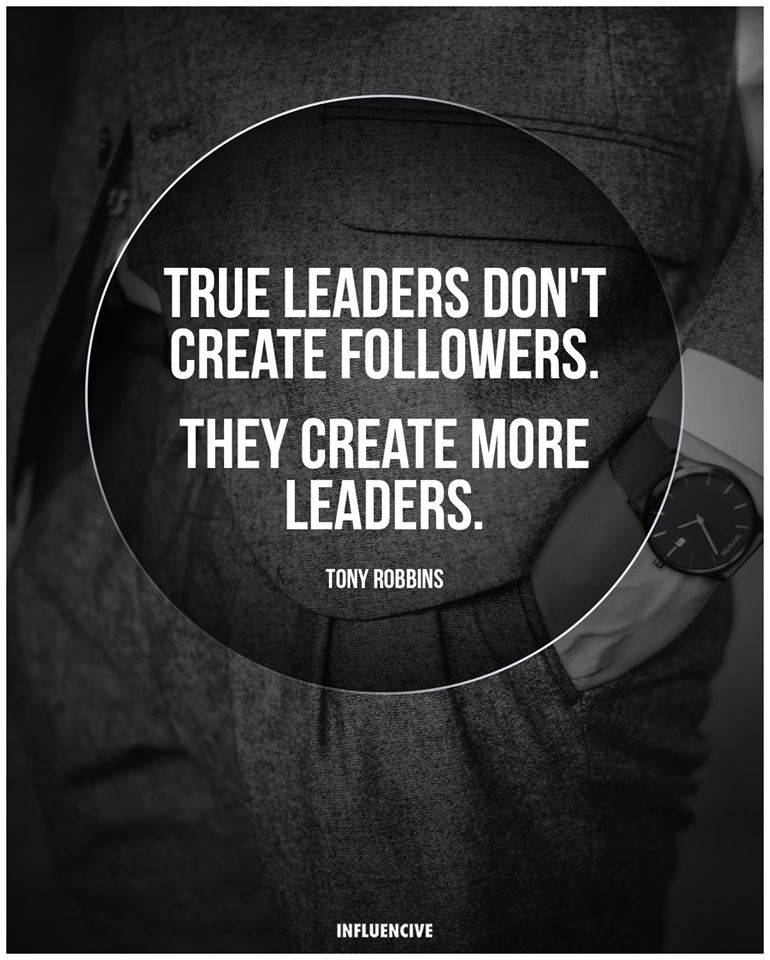 TRUE LEADERS DON'T
CREATE FOLLOWERS.
THEY CREATE MORE
LEADERS.
TONY ROBBINS
INFLUENCIVE